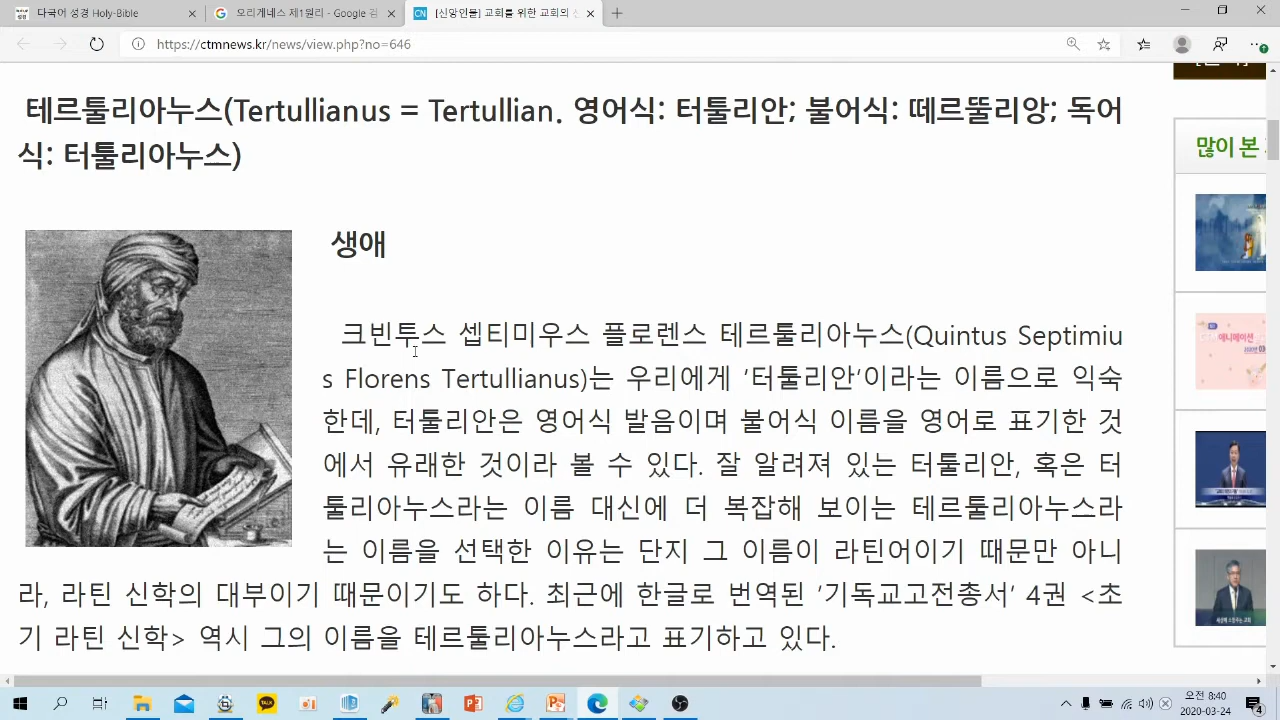 다국어 성경 Holy-Bible
오리게네스 제1원리 - Google 검
[신앙인물] 교회를 위한 교회의
https://ctmnews.kr/news/view.php?no=646
테르툴리아누스(Tertullianus = Tertullian. 영어식: 터툴리안; 불어식: 떼르뚤리앙; 독어
식: 터툴리아누스)
많이 본
생애
크빈투스 셉티미우스 플로렌스 테르툴리아누스(Quintus Septimiu
s Florens Tertullianus)는 우리에게 '터툴리안'이라는 이름으로 익숙
한데, 터툴리안은 영어식 발음이며 불어식 이름을 영어로 표기한 것
에서 유래한 것이라 볼 수 있다. 잘 알려져 있는 터툴리안, 혹은 터
툴리아누스라는 이름 대신에 더 복잡해 보이는 테르툴리아누스라
는 이름을 선택한 이유는 단지 그 이름이 라틴어이기 때문만 아니
라, 라틴 신학의 대부이기 때문이기도 하다. 최근에 한글로 번역된 '기독교고전총서' 4권 <초
기 라틴 신학> 역시 그의 이름을 테르툴리아누스라고 표기하고 있다.
애니메이션
오전 8:40
2020-03-24